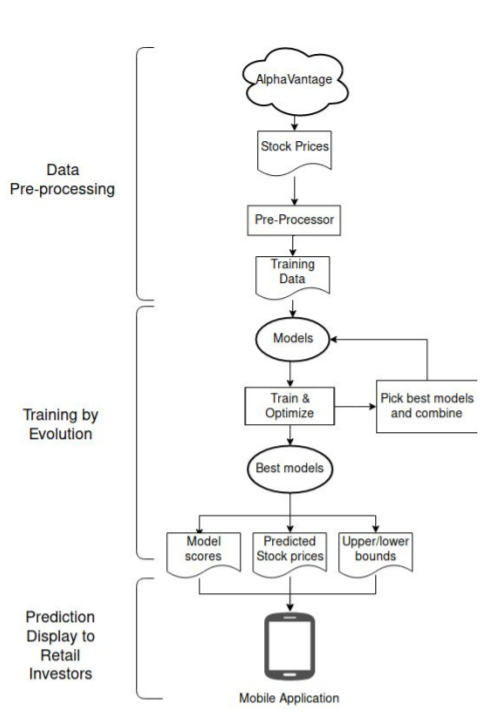 AlphaVantage
Stock Prices
Data
Pre-processing
Pre-Processor
Training
Data
Models
Train &
Optimize
Pick best models
and combine
Training by
Evolution
Best models
Model
scores
Predicted
Stock prices
Upper/lower
bounds
Prediction
Display to
Retail
Investors
Mobile Application